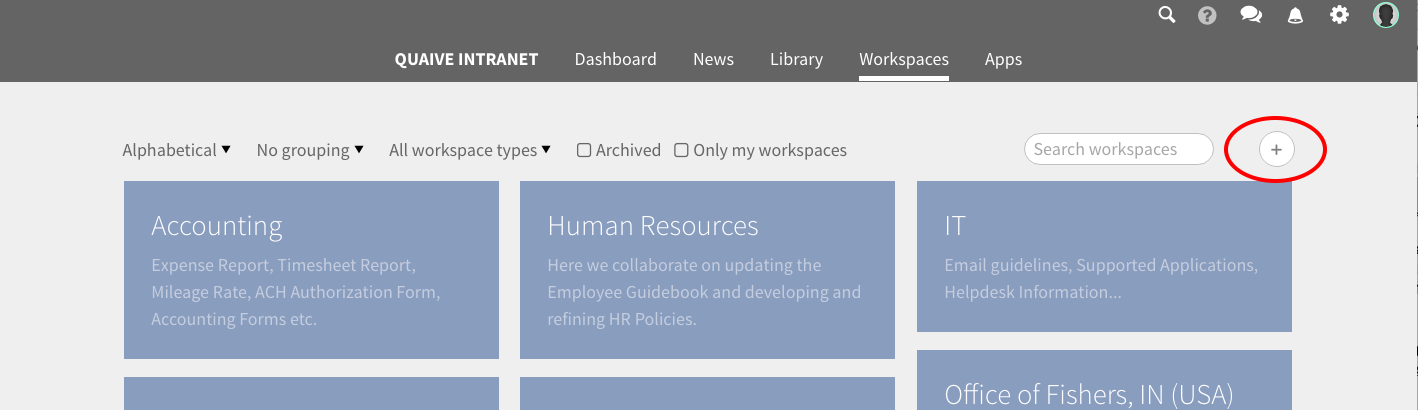 QUAIVE INTRANET Dashboard News Library Workspaces Apps
Alphabetical No grouping All workspace types Archived Only my workspaces Search workspaces +
Accounting
Expense Report, Timesheet Report,
Mileage Rate, ACH Authorization Form,
Accounting Forms etc.
Human Resources
Here we collaborate on updating the
Employee Guidebook and developing and
refining HR Policies.
IT
Email guidelines, Supported Applications,
Helpdesk Information...
Office of Fishers, IN (USA)